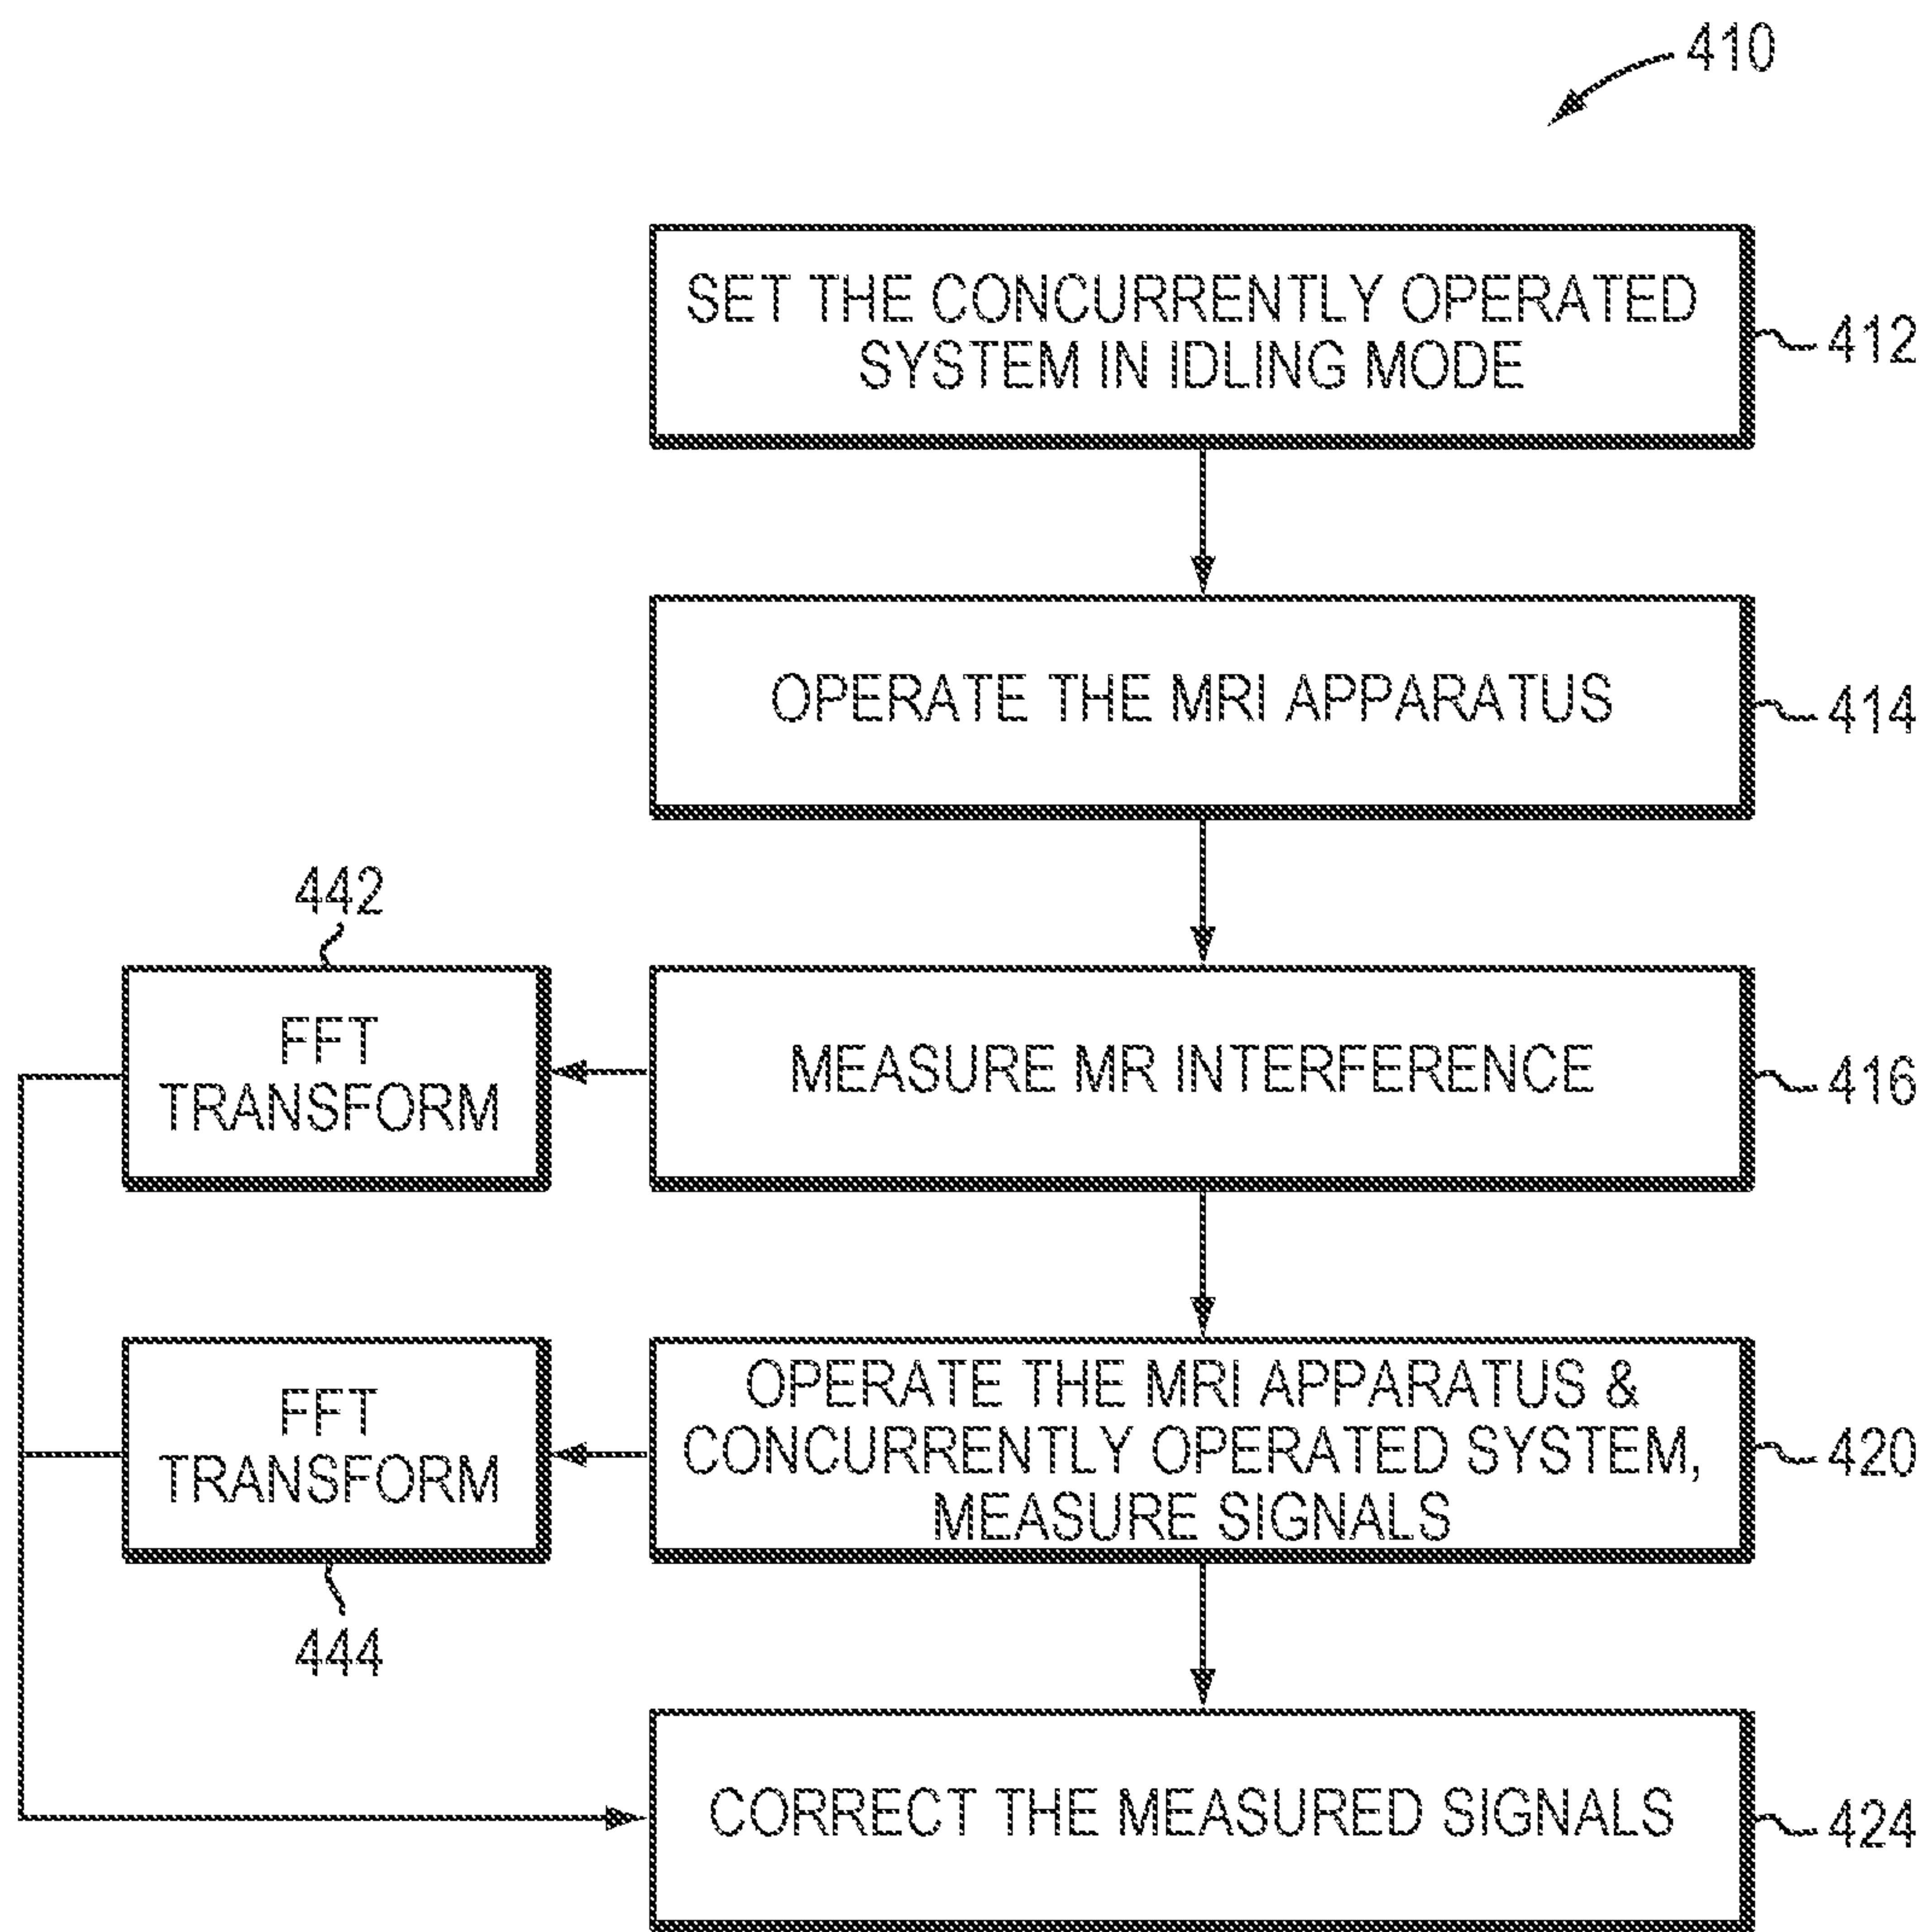 410
SET THE CONCURRENTLY OPERATED
SYSTEM IN IDLING MODE
412
OPERATE THE MRI APPARATUS
414
442
FFT
TRANSFORM
MEASURE MR INTERFERENCE
416
FFT
TRANSFORM
444
OPERATE THE MRI APPARATUS &
CONCURRENTLY OPERATED SYSTEM,
MEASURE SIGNALS
420
CORRECT THE MEASURED SIGNALS
424